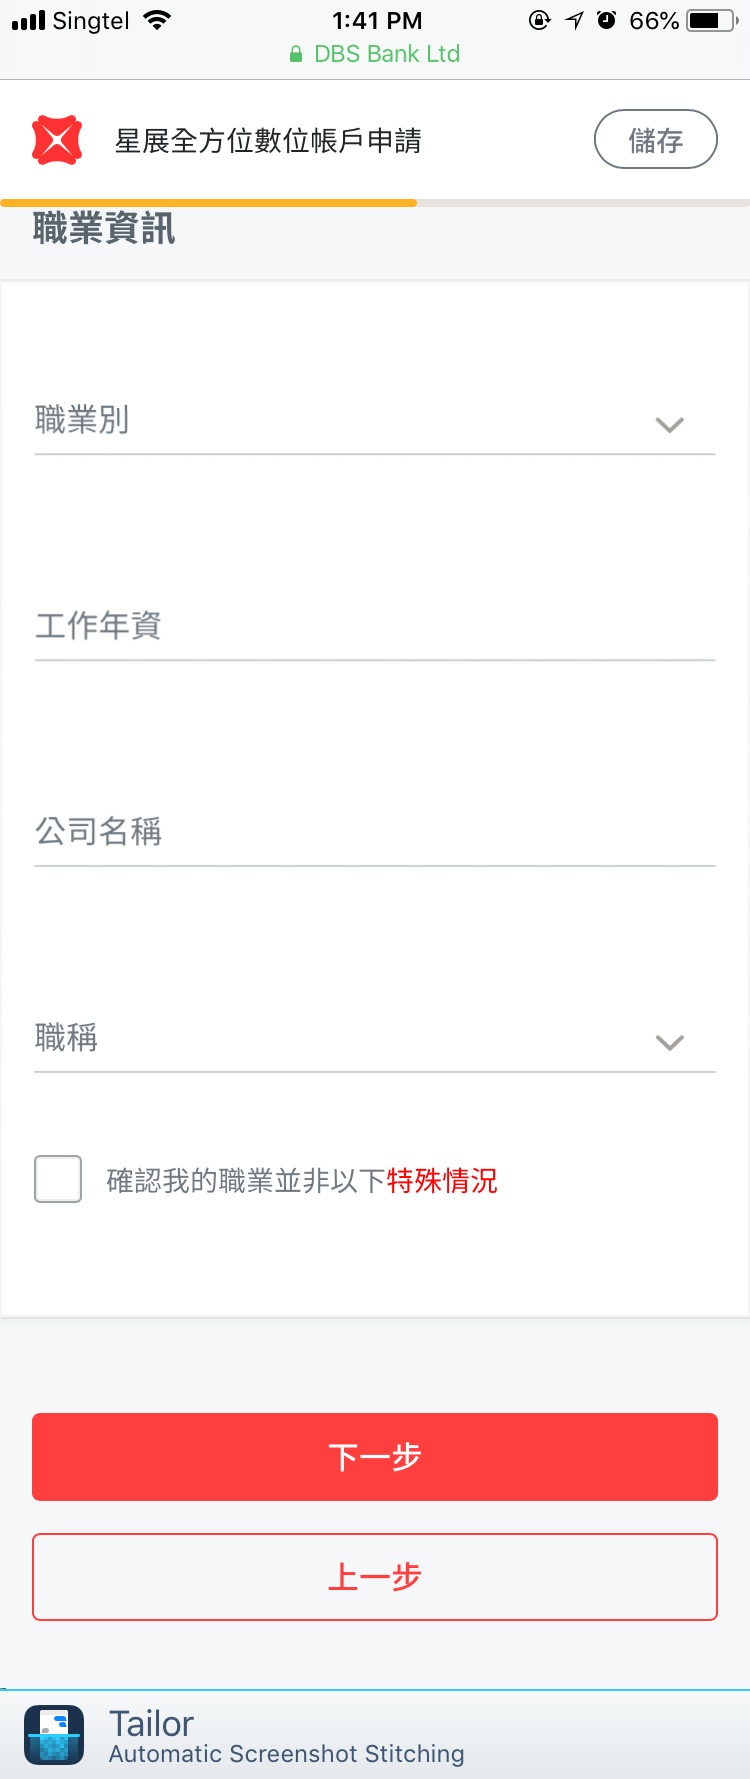 Singtel 1:41 PM 66%
DBS Bank Ltd
星展全方位數位帳戶申請 儲存
職業資訊
職業別
工作年資
公司名稱
職稱
確認我的職業並非以下特殊情況
下一步
上一步
Tailor
Automatic Screenshot Stitching